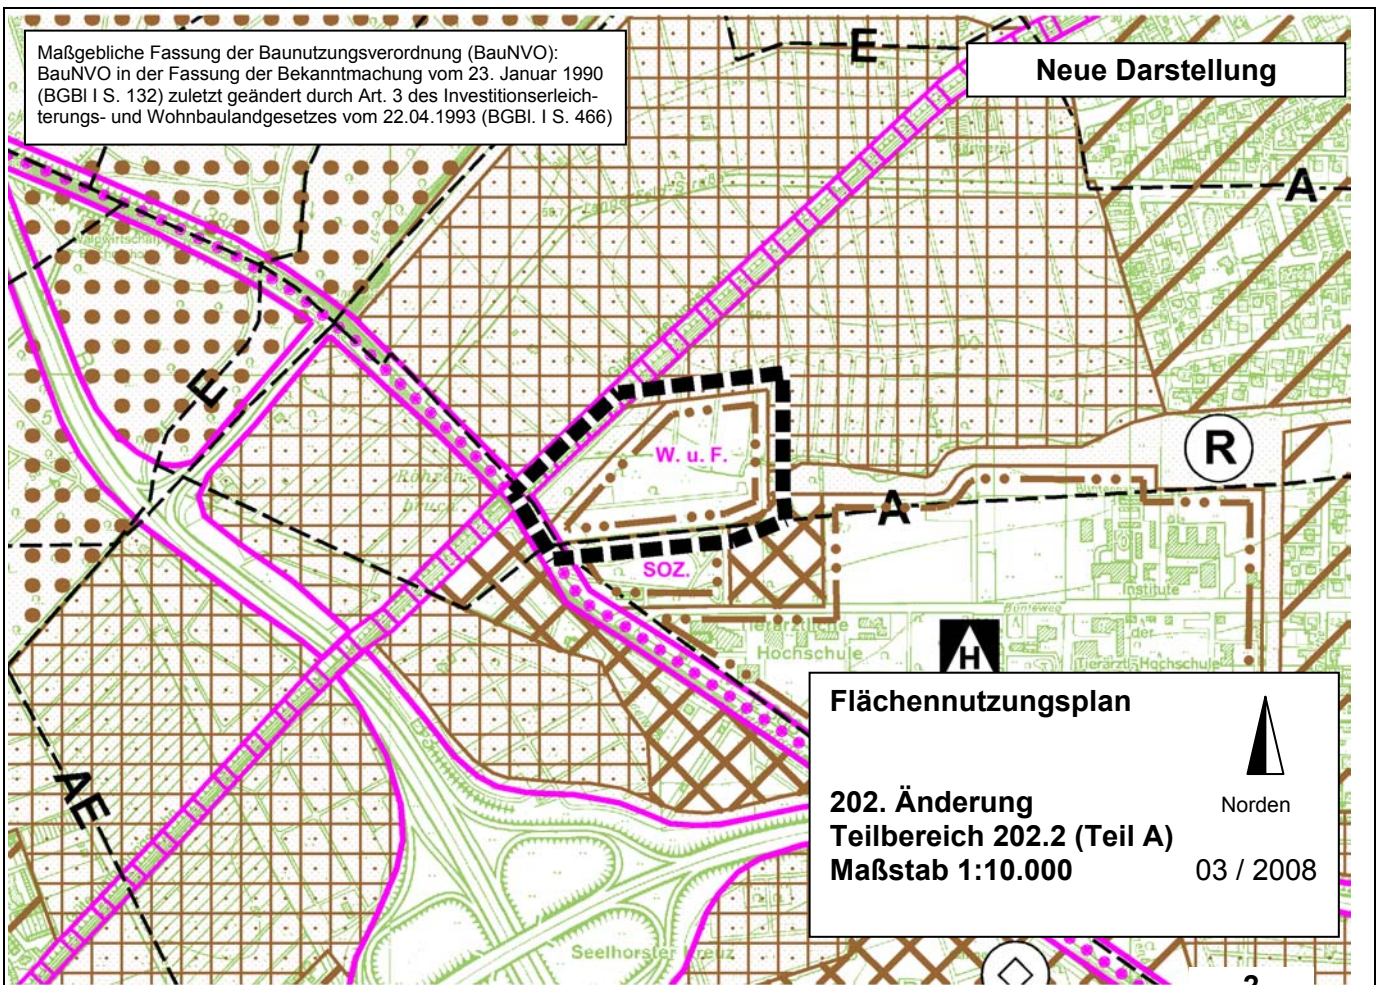 Maßgebliche Fassung der Baunutzungsverordnung (BauNVO):
BauNVO in der Fassung der Bekanntmachung vom 23. Januar 1990
(BGBl I S. 132) zuletzt geändert durch Art. 3 des Investitionserleich-
terungs- und Wohnbaulandgesetzes vom 22.04.1993 (BGBl. I S. 466)
E
Neue Darstellung
A
E
W. u. F.
R
A
SOZ.
Bünteweg
Institute
der
Tierärztliche
Hochschule
H
Tierärztl. Hochschule
AE
Flächennutzungsplan
202. Änderung
Teilbereich 202.2 (Teil A)
Maßstab 1:10.000
Norden
03 / 2008
Seelhorster Kreuz